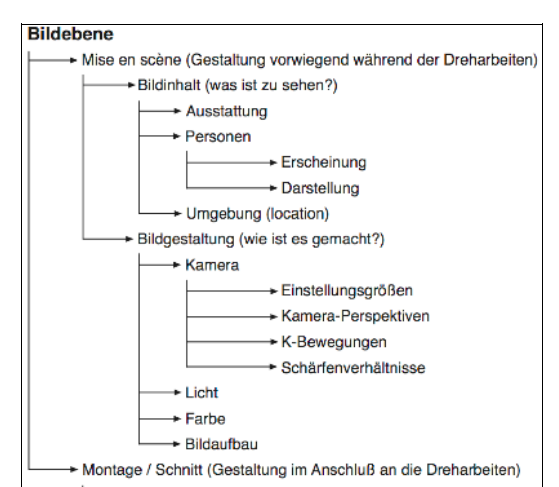 Bildebene
Mise en scène (Gestaltung vorwiegend während der Dreharbeiten)
Bildinhalt (was ist zu sehen?)
Ausstattung
Personen
Erscheinung
Darstellung
Umgebung (location)
Bildgestaltung (wie ist es gemacht?)
Kamera
Einstellungsgrößen
Kamera-Perspektiven
K-Bewegungen
Schärfenverhältnisse
Licht
Farbe
Bildaufbau
Montage / Schnitt (Gestaltung im Anschluß an die Dreharbeiten)